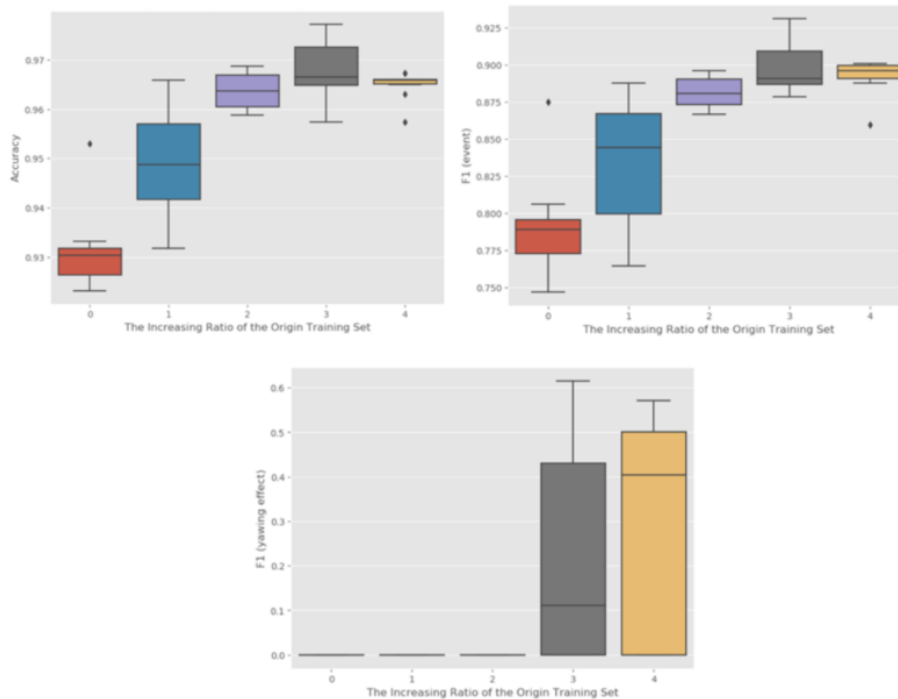 0.97
0.96
0.95
0.94
0.93
Accuracy
0 1 2 3 4
The Increasing Ratio of the Origin Training Set
0.925
0.900
0.875
0.850
0.825
0.800
0.775
0.750
F1 (event)
0 1 2 3 4
The Increasing Ratio of the Origin Training Set
0.6
0.5
0.4
0.3
0.2
0.1
0.0
F1 (yawing effect)
0 1 2 3 4
The Increasing Ratio of the Origin Training Set